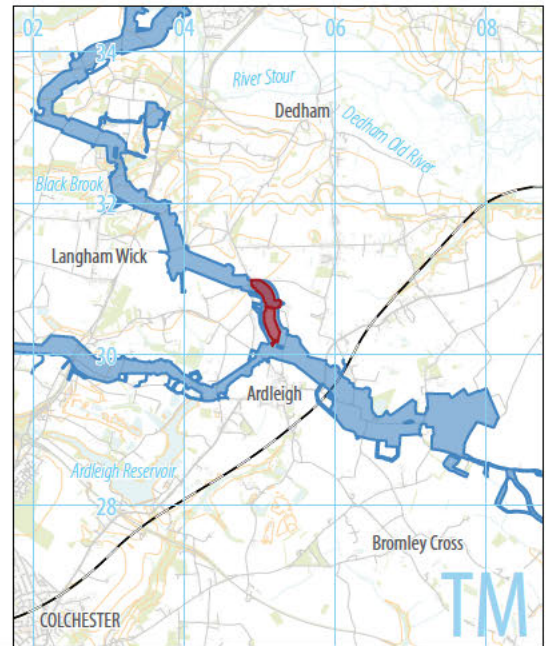 02
04
06
08
34
River Stour
Dedham
Dedham Old River
Black Brook
32
Langham Wick
30
Ardleigh
Ardleigh Reservoir
28
Bromley Cross
COLCHESTER
TM